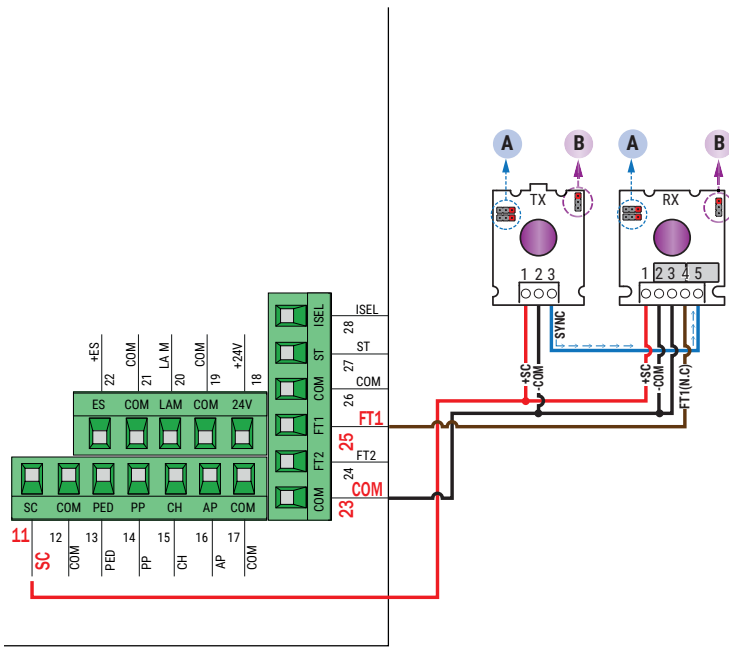 A
B
A
B
TX
RX
1 2 3
1 2 3 4 5
SYNC
+SC
-COM
+SC
-COM
FT1(N.C)
ISEL
ISEL
28
ST
ST
27
COM
COM
26
FT1
FT1
25
FT2
FT2
24
COM
COM
23
+ES
COM
LA M
COM
+24V
22
21
20
19
18
ES COM LAM COM 24V
SC COM PED PP CH AP COM
11 12 13 14 15 16 17
SC
COM
PED
PP
CH
AP
COM